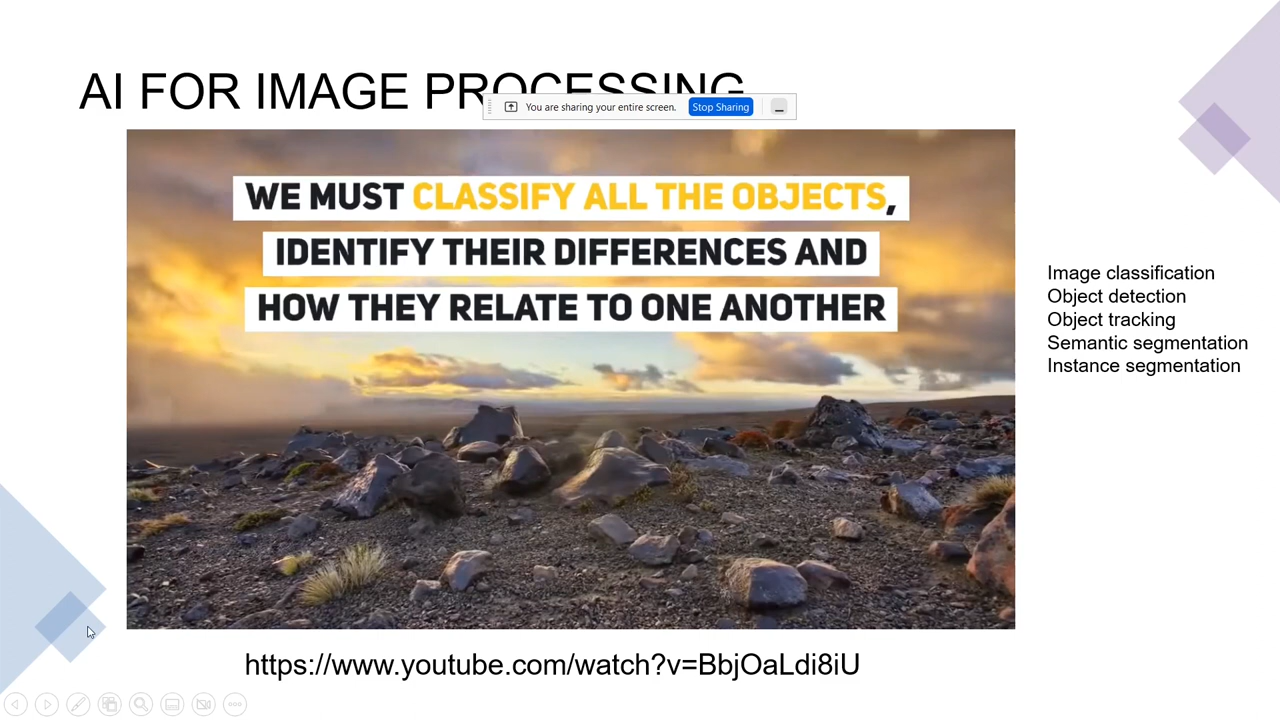 AI FOR IMAGE PROCESSING
You are sharing your entire screen. Stop Sharing
WE MUST CLASSIFY ALL THE OBJECTS,
IDENTIFY THEIR DIFFERENCES AND
HOW THEY RELATE TO ONE ANOTHER
Image classification
Object detection
Object tracking
Semantic segmentation
Instance segmentation
https://www.youtube.com/watch?v=BbjOaLdi8iU